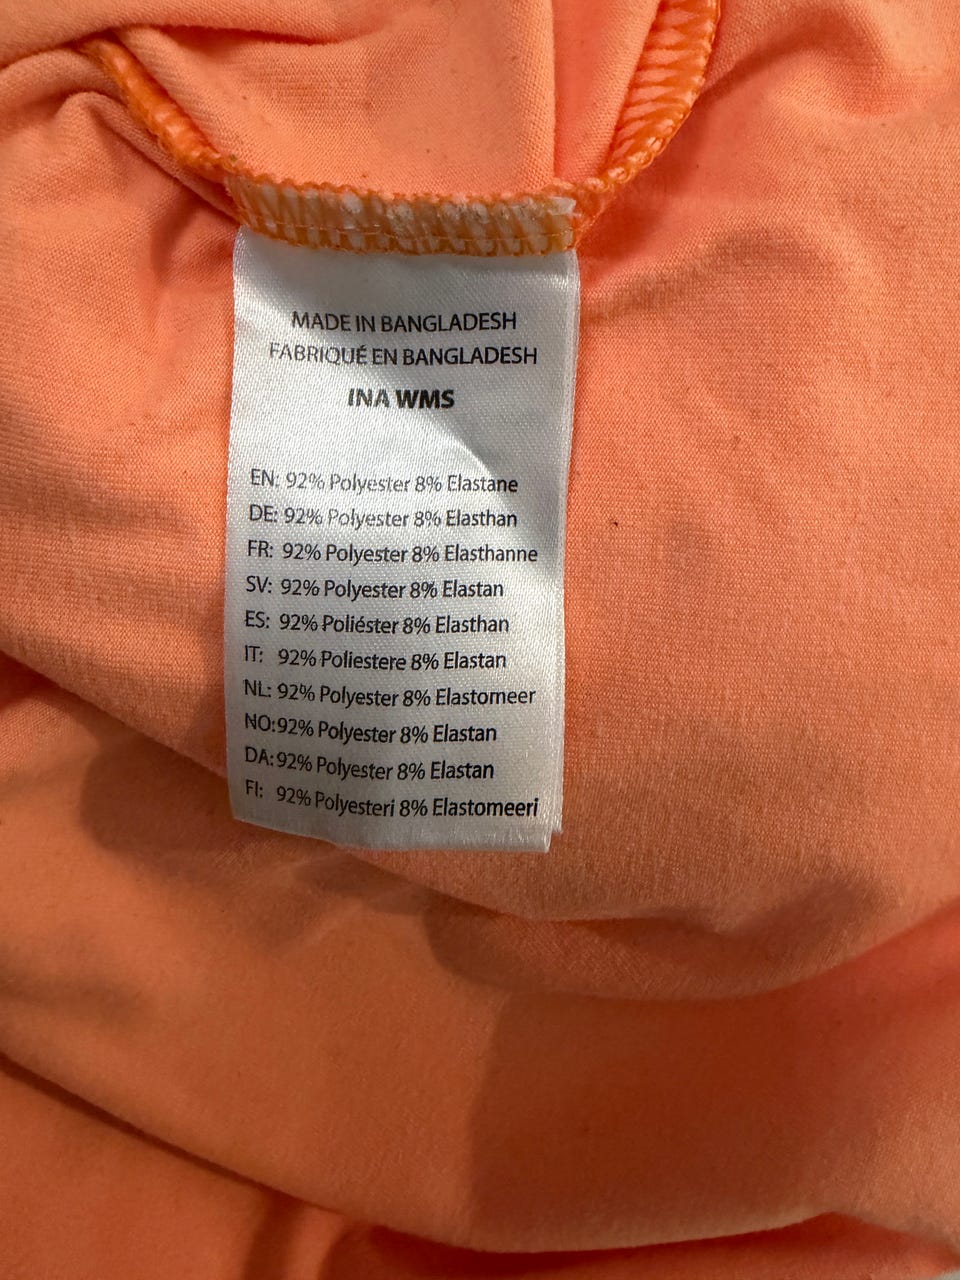 MADE IN BANGLADESH
FABRIQUÉ EN BANGLADESH
INA WMS
EN: 92% Polyester 8% Elastane
DE: 92% Polyester 8% Elasthan
FR: 92% Polyester 8% Elasthanne
SV: 92% Polyester 8% Elastan
ES: 92% Poliéster 8% Elasthan
IT: 92% Poliestere 8% Elastan
NL: 92% Polyester 8% Elastomeer
NO: 92% Polyester 8% Elastan
DA: 92% Polyester 8% Elastan
FI: 92% Polyesteri 8% Elastomeeri